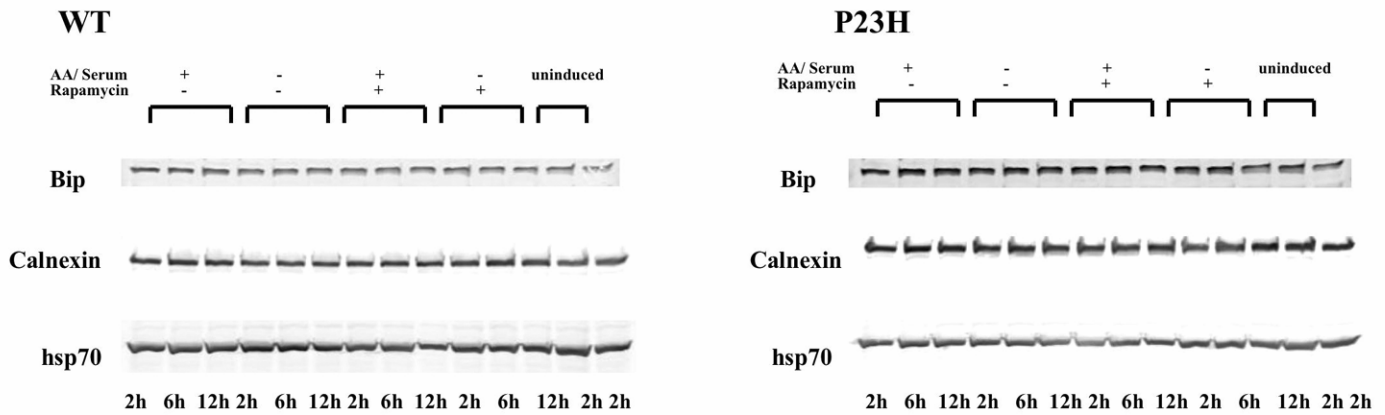 WT
AA/ Serum + - + - uninduced
Rapamycin - - + +
Bip
Calnexin
hsp70
2h 6h 12h 2h 6h 12h 2h 6h 12h 2h 6h 12h 2h 2h
P23H
AA/ Serum + - + - uninduced
Rapamycin - - + +
Bip
Calnexin
hsp70
2h 6h 12h 2h 6h 12h 2h 6h 12h 2h 6h 12h 2h 2h